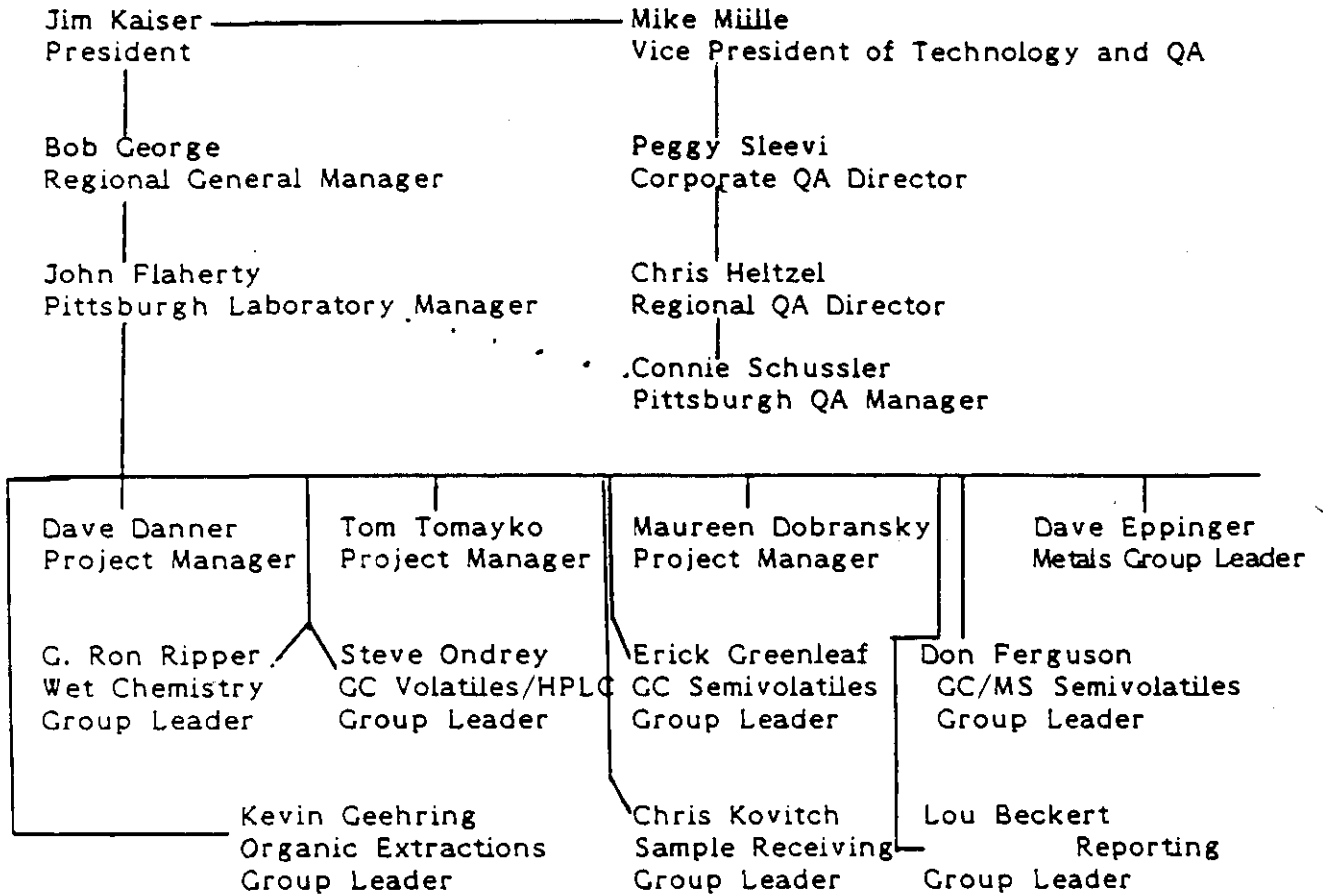 Jim Kaiser
President
Mike Miille
Vice President of Technology and QA
Bob George
Regional General Manager
Peggy Sleevi
Corporate QA Director
John Flaherty
Pittsburgh Laboratory Manager
Chris Heltzel
Regional QA Director
Connie Schussler
Pittsburgh QA Manager
Dave Danner
Project Manager
Tom Tomayko
Project Manager
Maureen Dobransky
Project Manager
Dave Eppinger
Metals Group Leader
G. Ron Ripper
Wet Chemistry
Group Leader
Steve Ondrey
GC Volatiles/HPLC
Group Leader
Erick Greenleaf
GC Semivolatiles
Group Leader
Don Ferguson
GC/MS Semivolatiles
Group Leader
Kevin Geehring
Organic Extractions
Group Leader
Chris Kovitch
Sample Receiving
Group Leader
Lou Beckert
Reporting
Group Leader